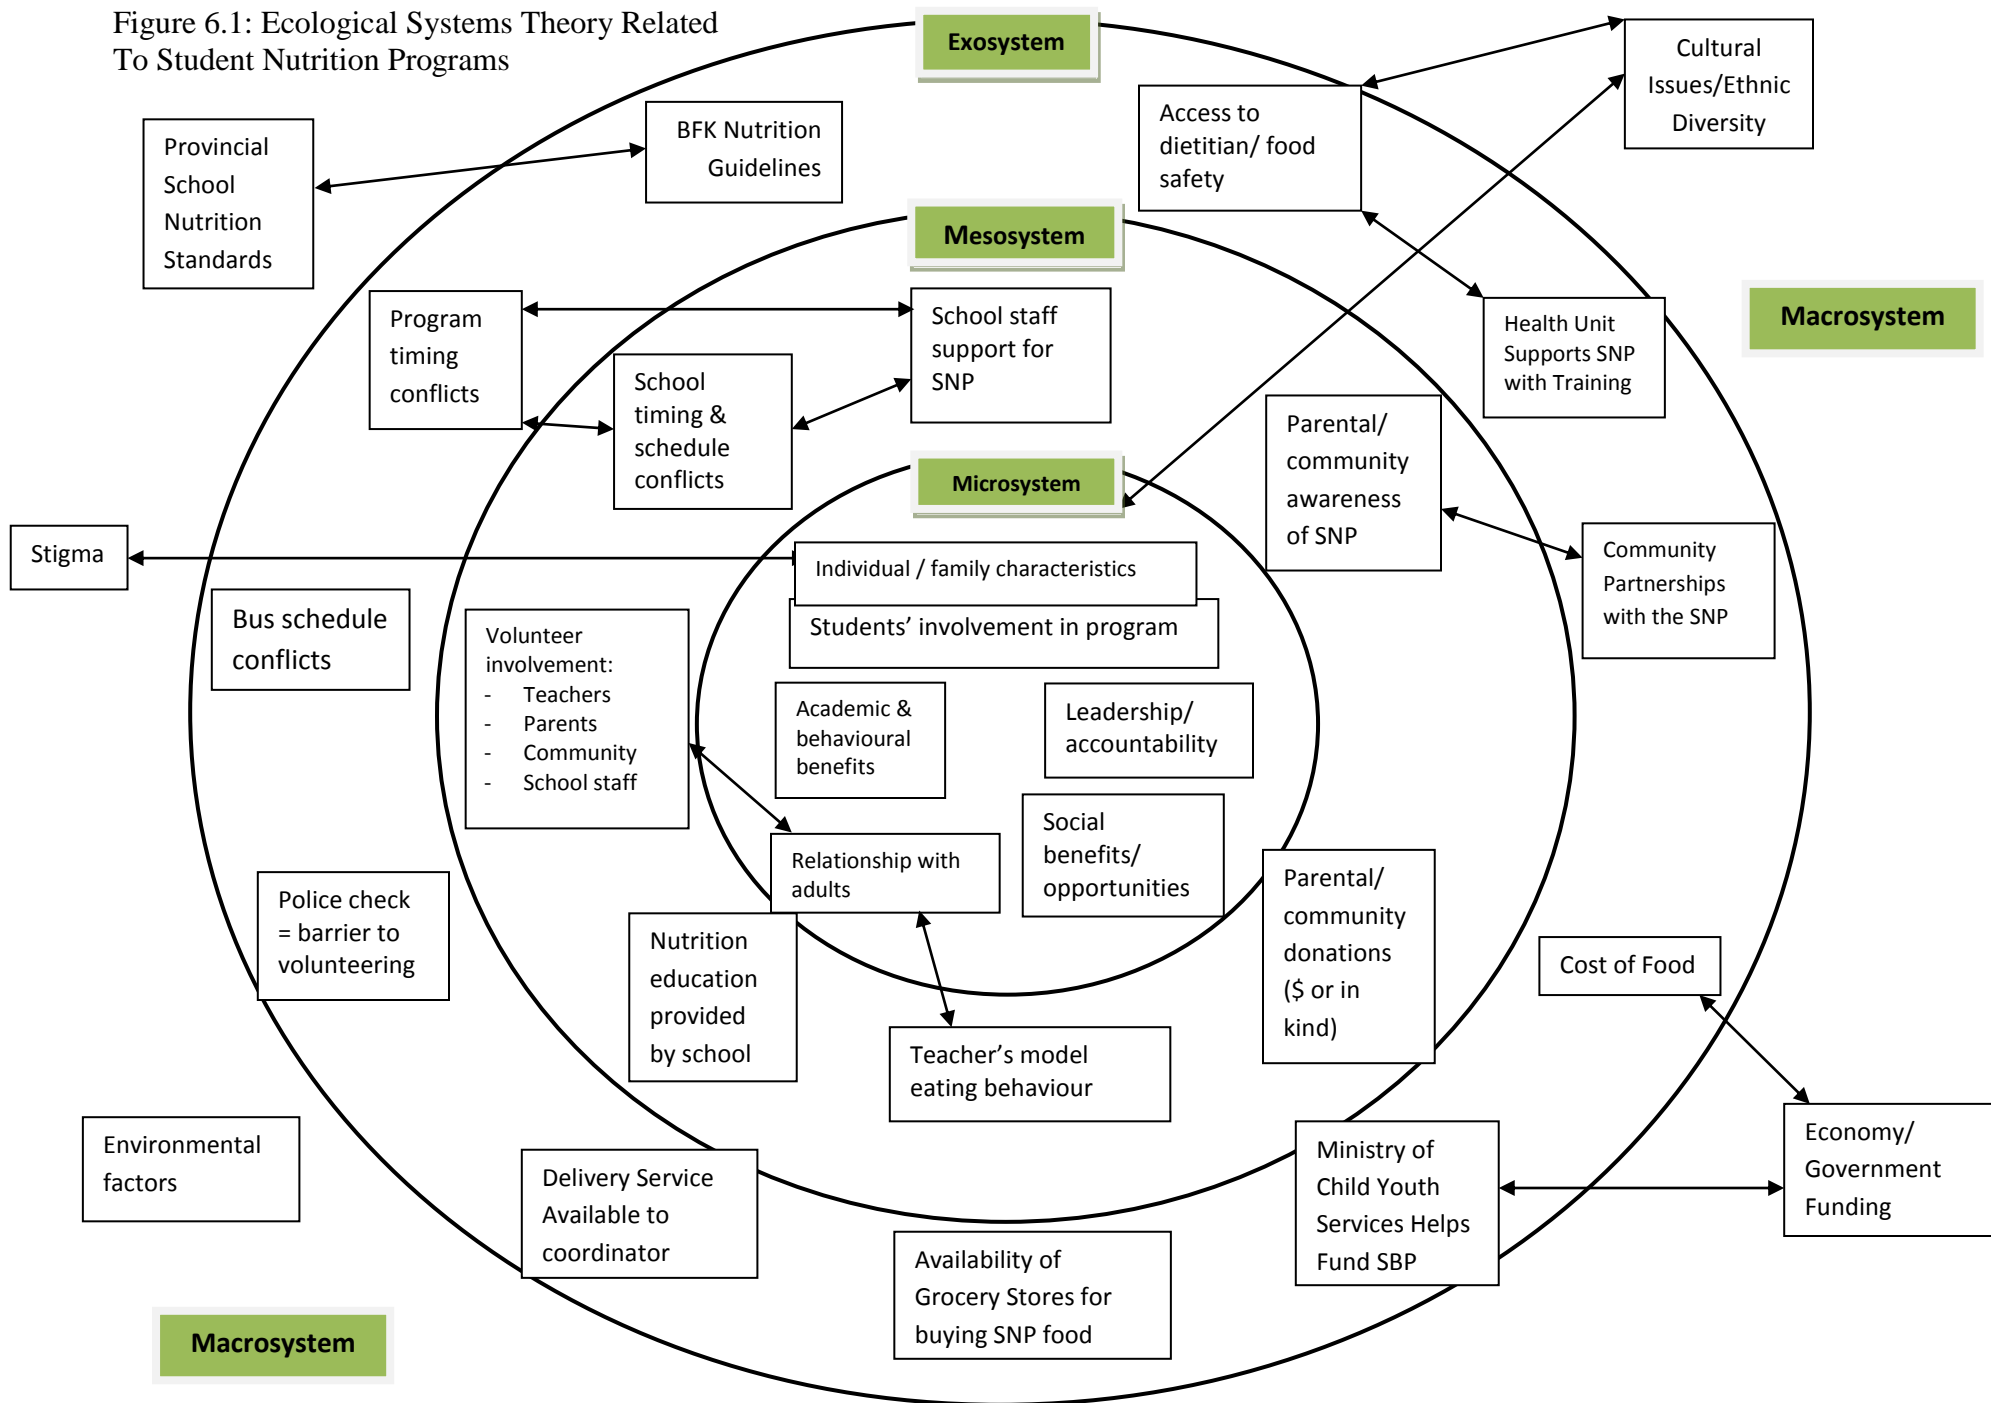 Figure 6.1: Ecological Systems Theory Related
To Student Nutrition Programs
Exosystem
Cultural
Issues/Ethnic
Diversity
Provincial
School
Nutrition
Standards
BFK Nutrition
Guidelines
Access to
dietitian/ food
safety
Mesosystem
Macrosystem
Program
timing
conflicts
School staff
support for
SNP
Health Unit
Supports SNP
with Training
School
timing &
schedule
conflicts
Parental/
community
awareness
of SNP
Microsystem
Stigma
Individual / family characteristics
Community
Partnerships
with the SNP
Bus schedule
conflicts
Students' involvement in program
Volunteer
involvement:
- Teachers
- Parents
- Community
- School staff
Academic &
behavioural
benefits
Leadership/
accountability
Social
benefits/
opportunities
Relationship with
adults
Police check
= barrier to
volunteering
Parental/
community
donations
($ or in
kind)
Nutrition
education
provided
by school
Cost of Food
Teacher's model
eating behaviour
Environmental
factors
Economy/
Government
Funding
Delivery Service
Available to
coordinator
Ministry of
Child Youth
Services Helps
Fund SBP
Availability of
Grocery Stores for
buying SNP food
Macrosystem